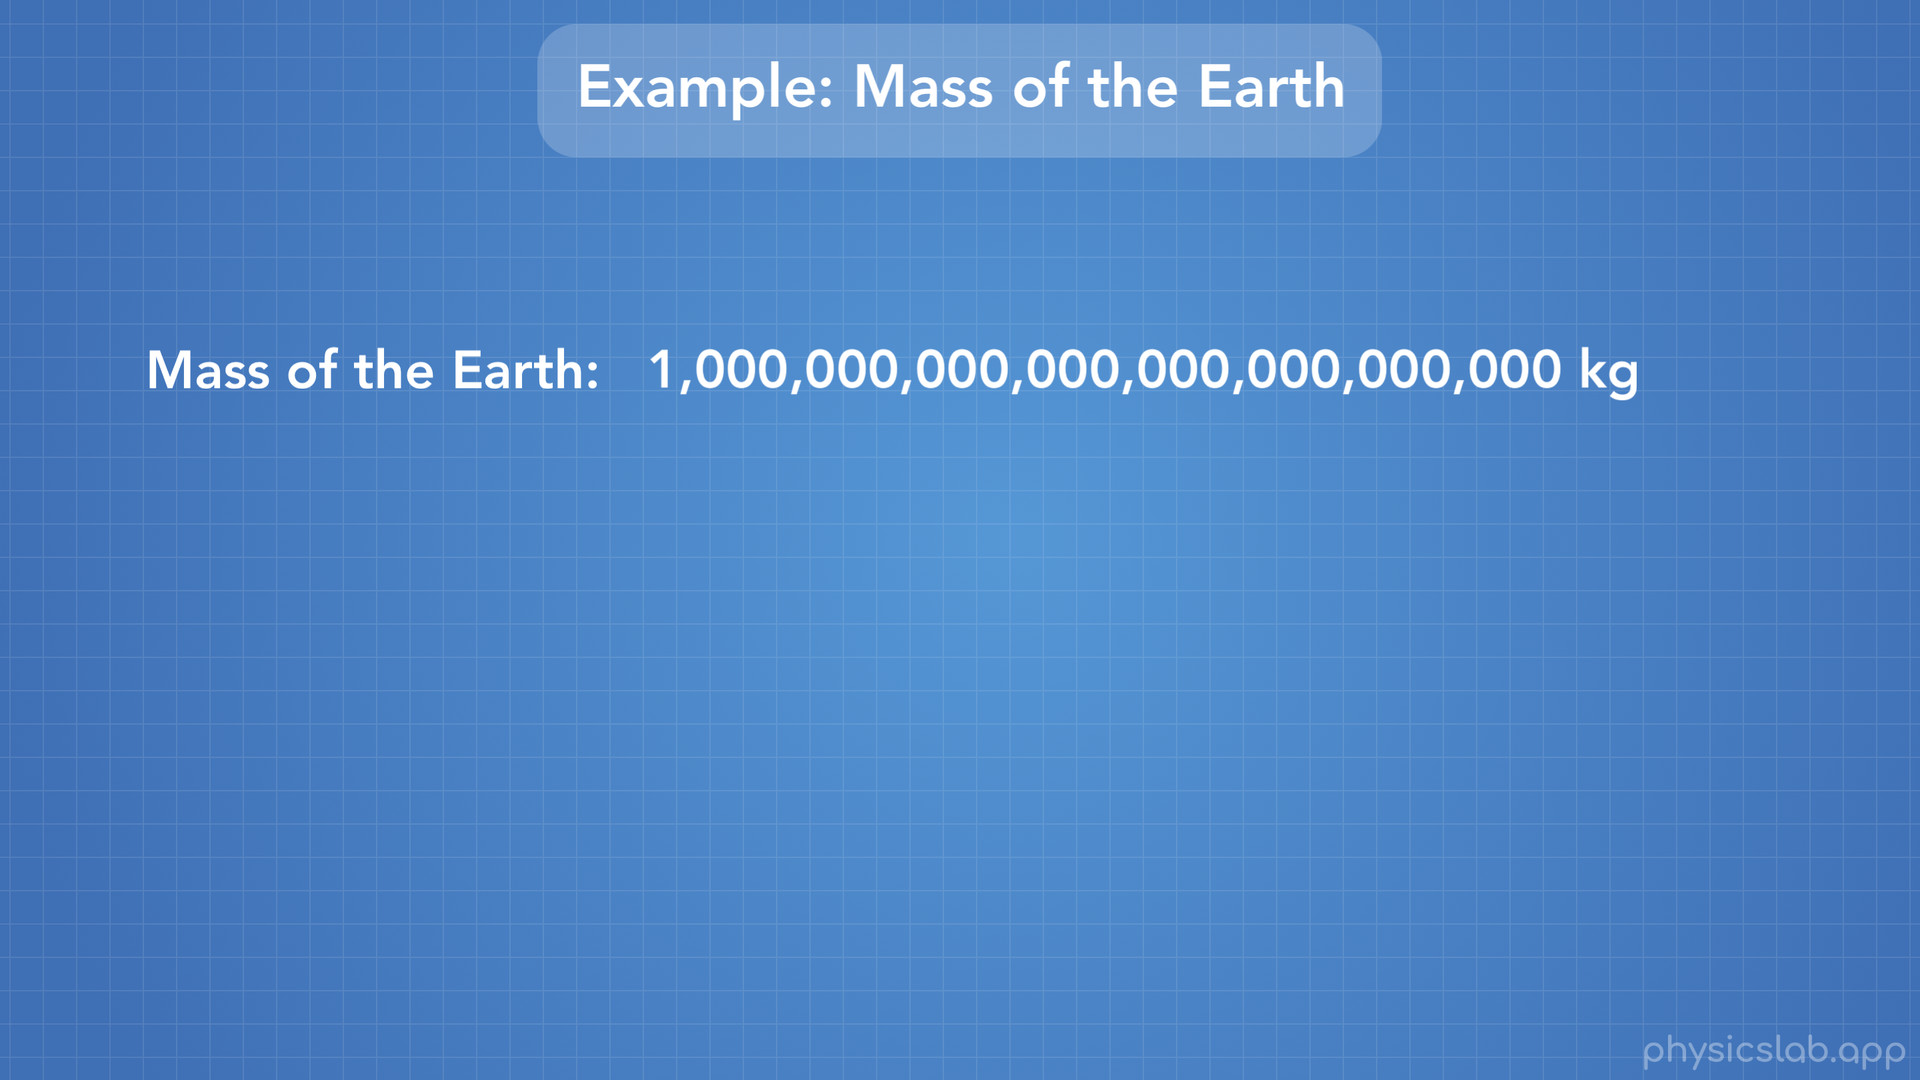 Example: Mass of the Earth
Mass of the Earth: 1,000,000,000,000,000,000,000,000 kg
physicslab.app